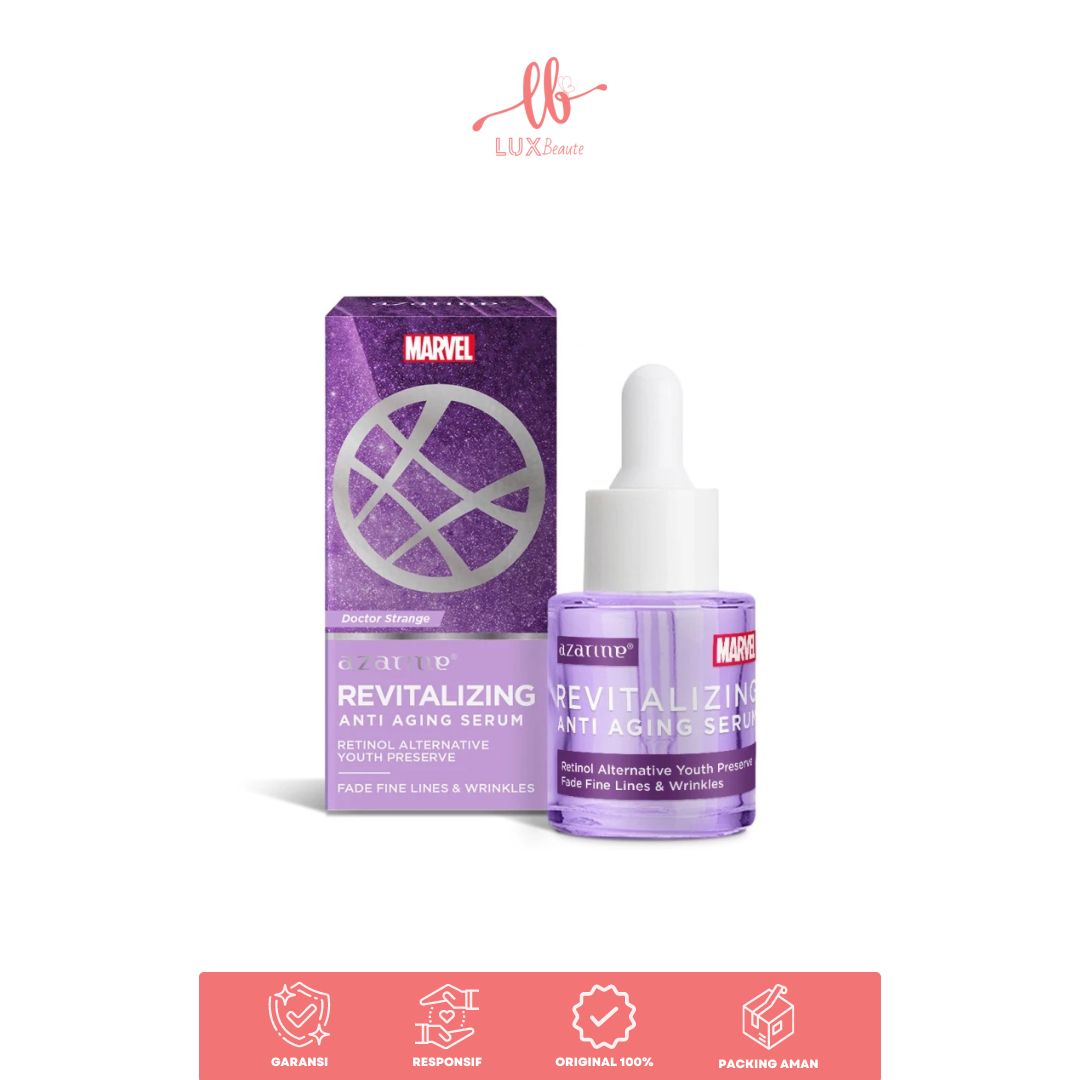 lb
LUX Beaute
azarine
MARVEL
Doctor Strange
azarine®
REVITALIZING
ANTI AGING SERUM
RETINOL ALTERNATIVE
YOUTH PRESERVE
FADE FINE LINES & WRINKLES
azarine®
MARVEL
REVITALIZING
ANTI AGING SERUM
Retinol Alternative Youth Preserve
Fade Fine Lines & Wrinkles
GARANSI
RESPONSIF
ORIGINAL 100%
PACKING AMAN